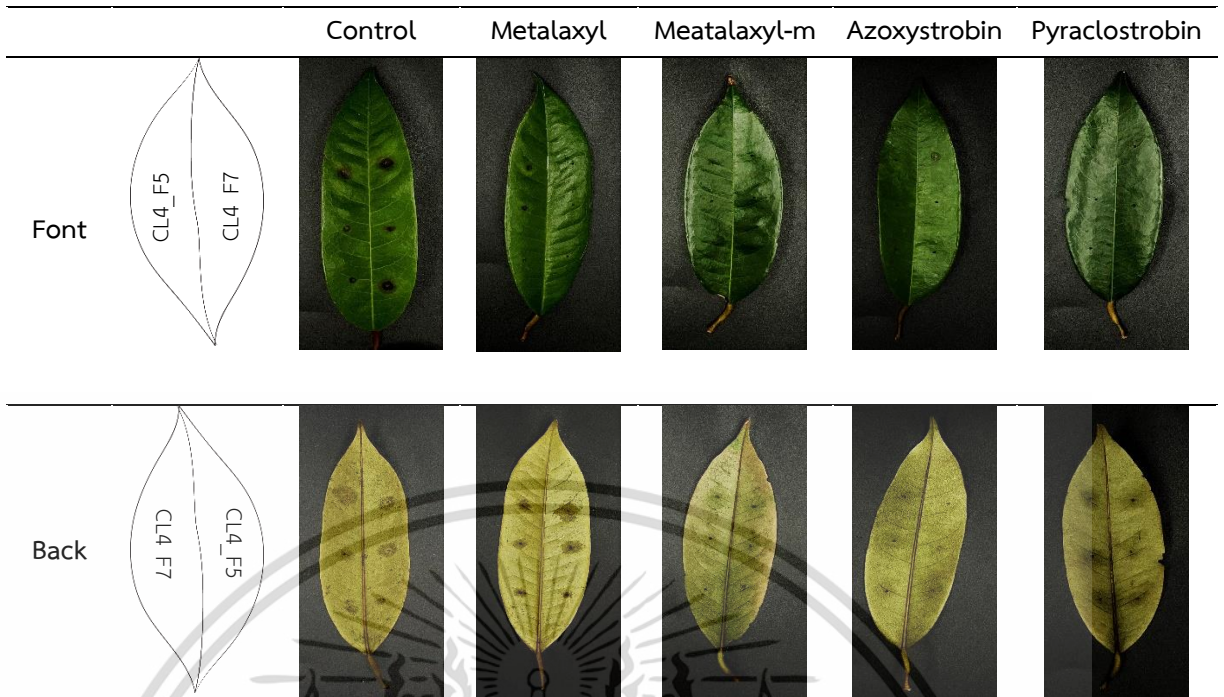 Control Metalaxyl Meatalaxyl-m Azoxystrobin Pyraclostrobin
Font
CL4_F5
CL4_F7
Back
CL4_F7
CL4_F5